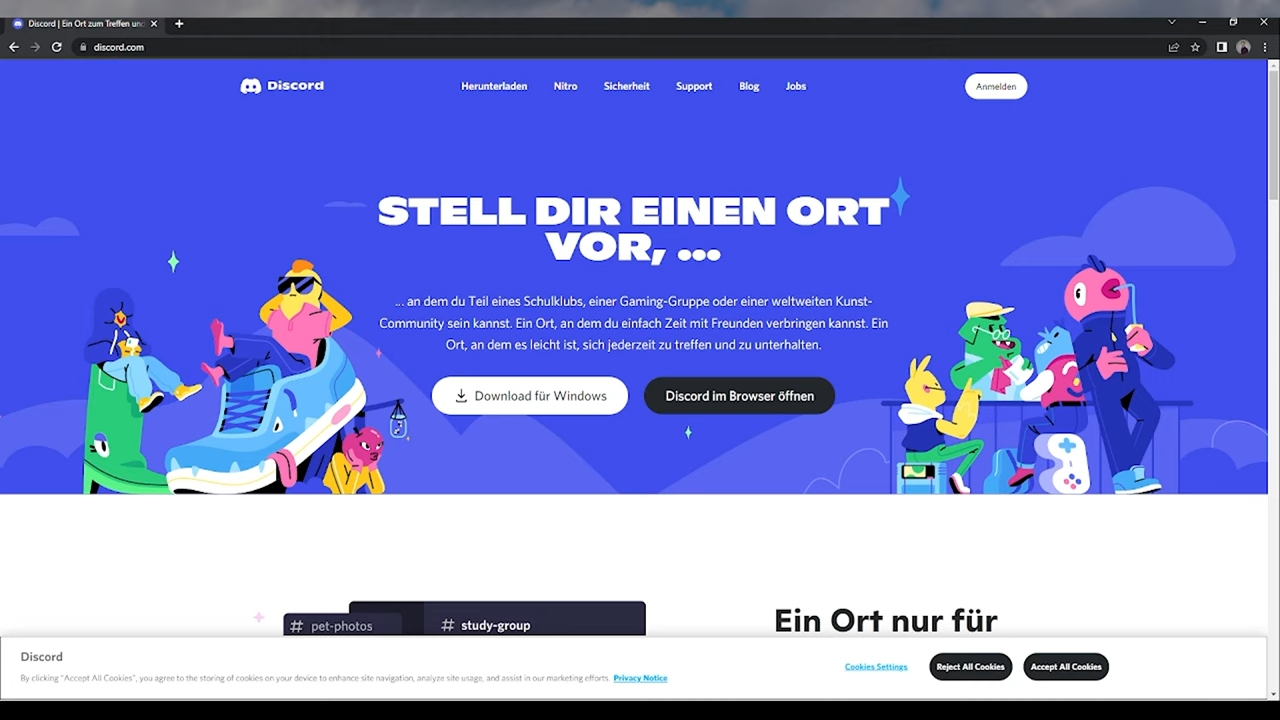 Discord | Ein Ort zum Treffen und
discord.com
Discord
Herunterladen
Nitro
Sicherheit
Support
Blog
Jobs
Anmelden
STELL DIR EINEN ORT
VOR, ...
... an dem du Teil eines Schulklubs, einer Gaming-Gruppe oder einer weltweiten Kunst-
Community sein kannst. Ein Ort, an dem du einfach Zeit mit Freunden verbringen kannst. Ein
Ort, an dem es leicht ist, sich jederzeit zu treffen und zu unterhalten.
Download für Windows
Discord im Browser öffnen
# pet-photos
# study-group
Ein Ort nur für
Discord
By clicking "Accept All Cookies", you agree to the storing of cookies on your device to enhance site navigation, analyze site usage, and assist in our marketing efforts. Privacy Notice
Cookies Settings
Reject All Cookies
Accept All Cookies